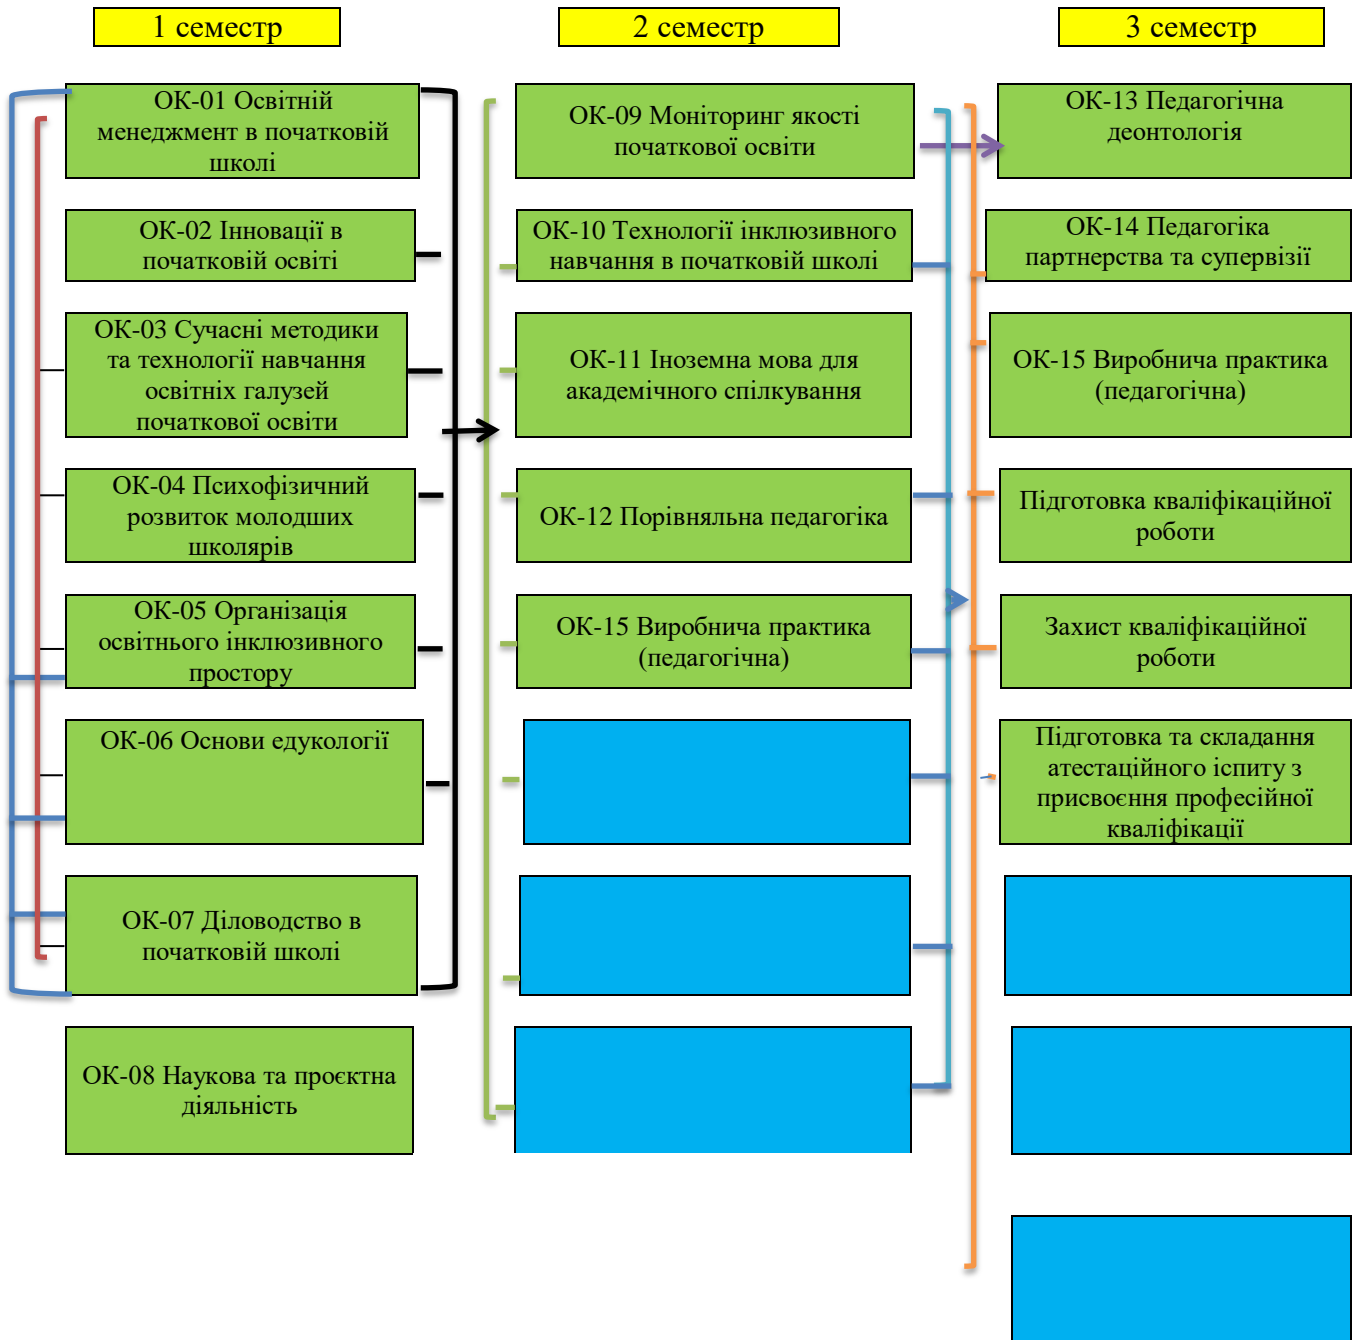 1 семестр
2 семестр
3 семестр
ОК-01 Освітній
менеджмент в початковій
школі
ОК-02 Інновації в
початковій освіті
ОК-03 Сучасні методики
та технології навчання
освітніх галузей
початкової освіти
ОК-04 Психофізичний
розвиток молодших
школярів
ОК-05 Організація
освітнього інклюзивного
простору
ОК-06 Основи едукології
ОК-07 Діловодство в
початковій школі
ОК-08 Наукова та проєктна
діяльність
ОК-09 Моніторинг якості
початкової освіти
ОК-10 Технології інклюзивного
навчання в початковій школі
ОК-11 Іноземна мова для
академічного спілкування
ОК-12 Порівняльна педагогіка
ОК-15 Виробнича практика
(педагогічна)
ОК-13 Педагогічна
деонтологія
ОК-14 Педагогіка
партнерства та супервізії
ОК-15 Виробнича практика
(педагогічна)
Підготовка кваліфікаційної
роботи
Захист кваліфікаційної
роботи
Підготовка та складання
атестаційного іспиту з
присвоєння професійної
кваліфікації